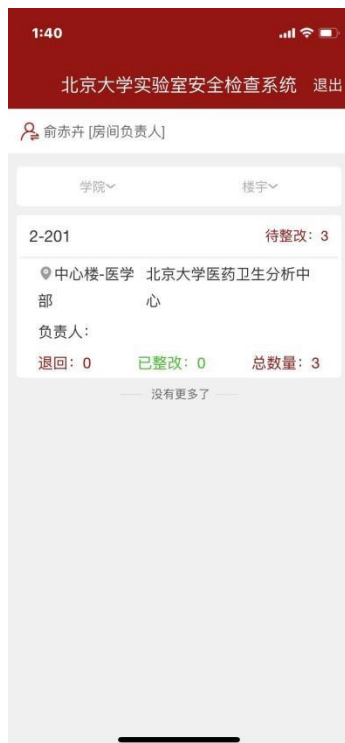 1:40
北京大学实验室安全检查系统 退出
俞赤卉 [房间负责人]
学院 楼宇
2-201 待整改：3
中心楼-医学 北京大学医药卫生分析中
部 心
负责人：
退回：0 已整改：0 总数量：3
没有更多了